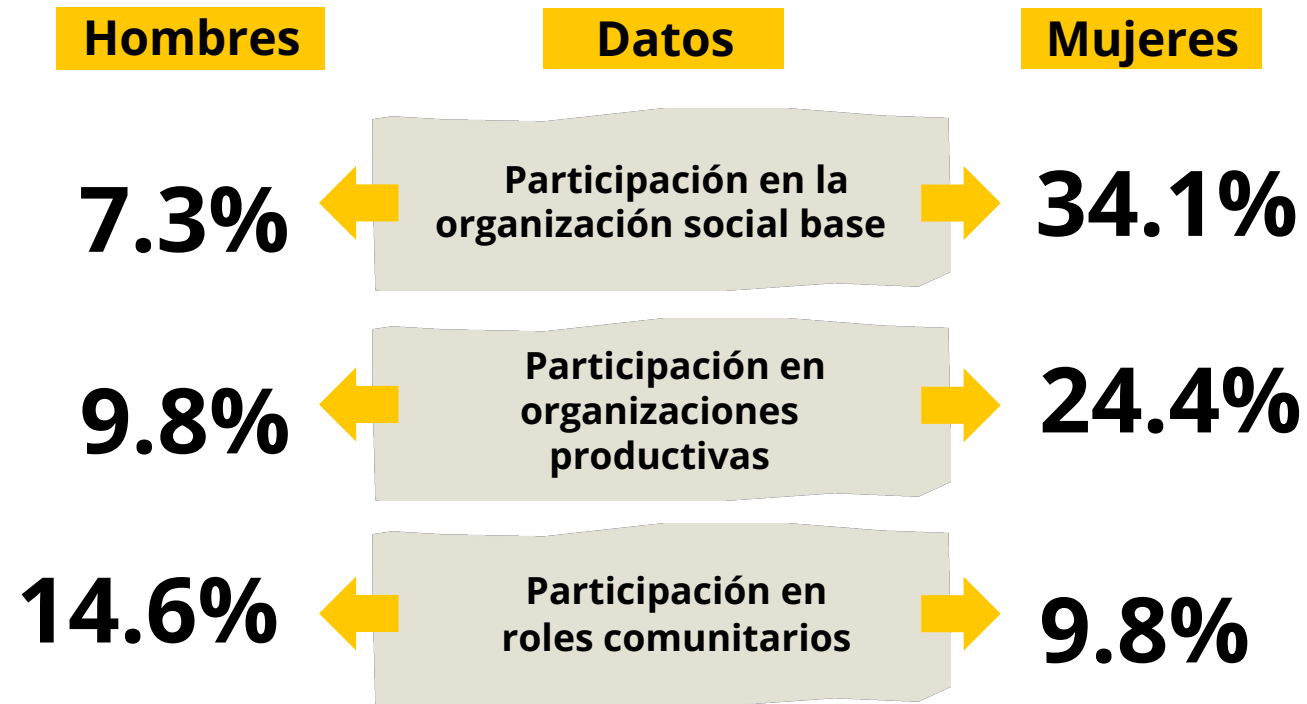 Hombres
Datos
Mujeres
7.3%
Participación en la
organización social base
34.1%
9.8%
Participación en
organizaciones
productivas
24.4%
14.6%
Participación en
roles comunitarios
9.8%